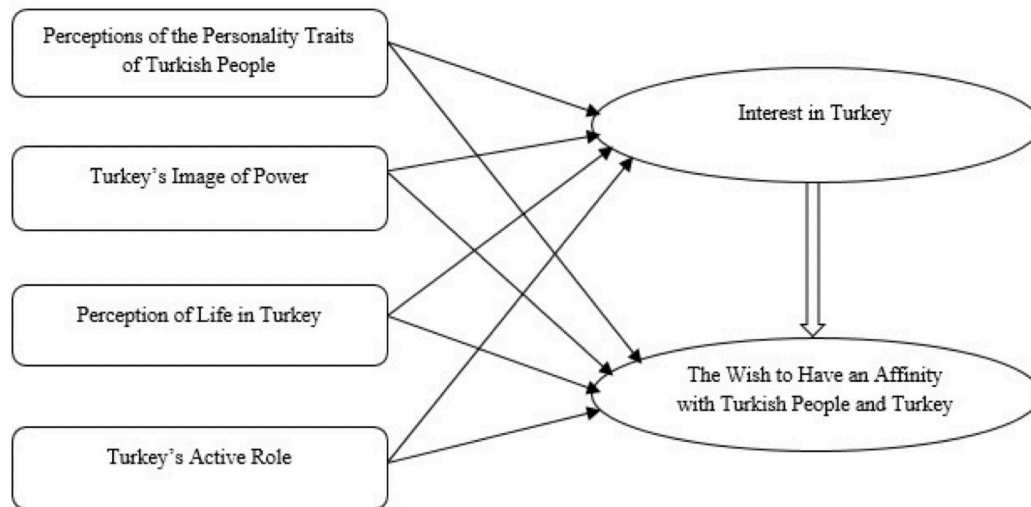 Perceptions of the Personality Traits
of Turkish People
Interest in Turkey
Turkey’s Image of Power
Perception of Life in Turkey
The Wish to Have an Affinity
with Turkish People and Turkey
Turkey’s Active Role